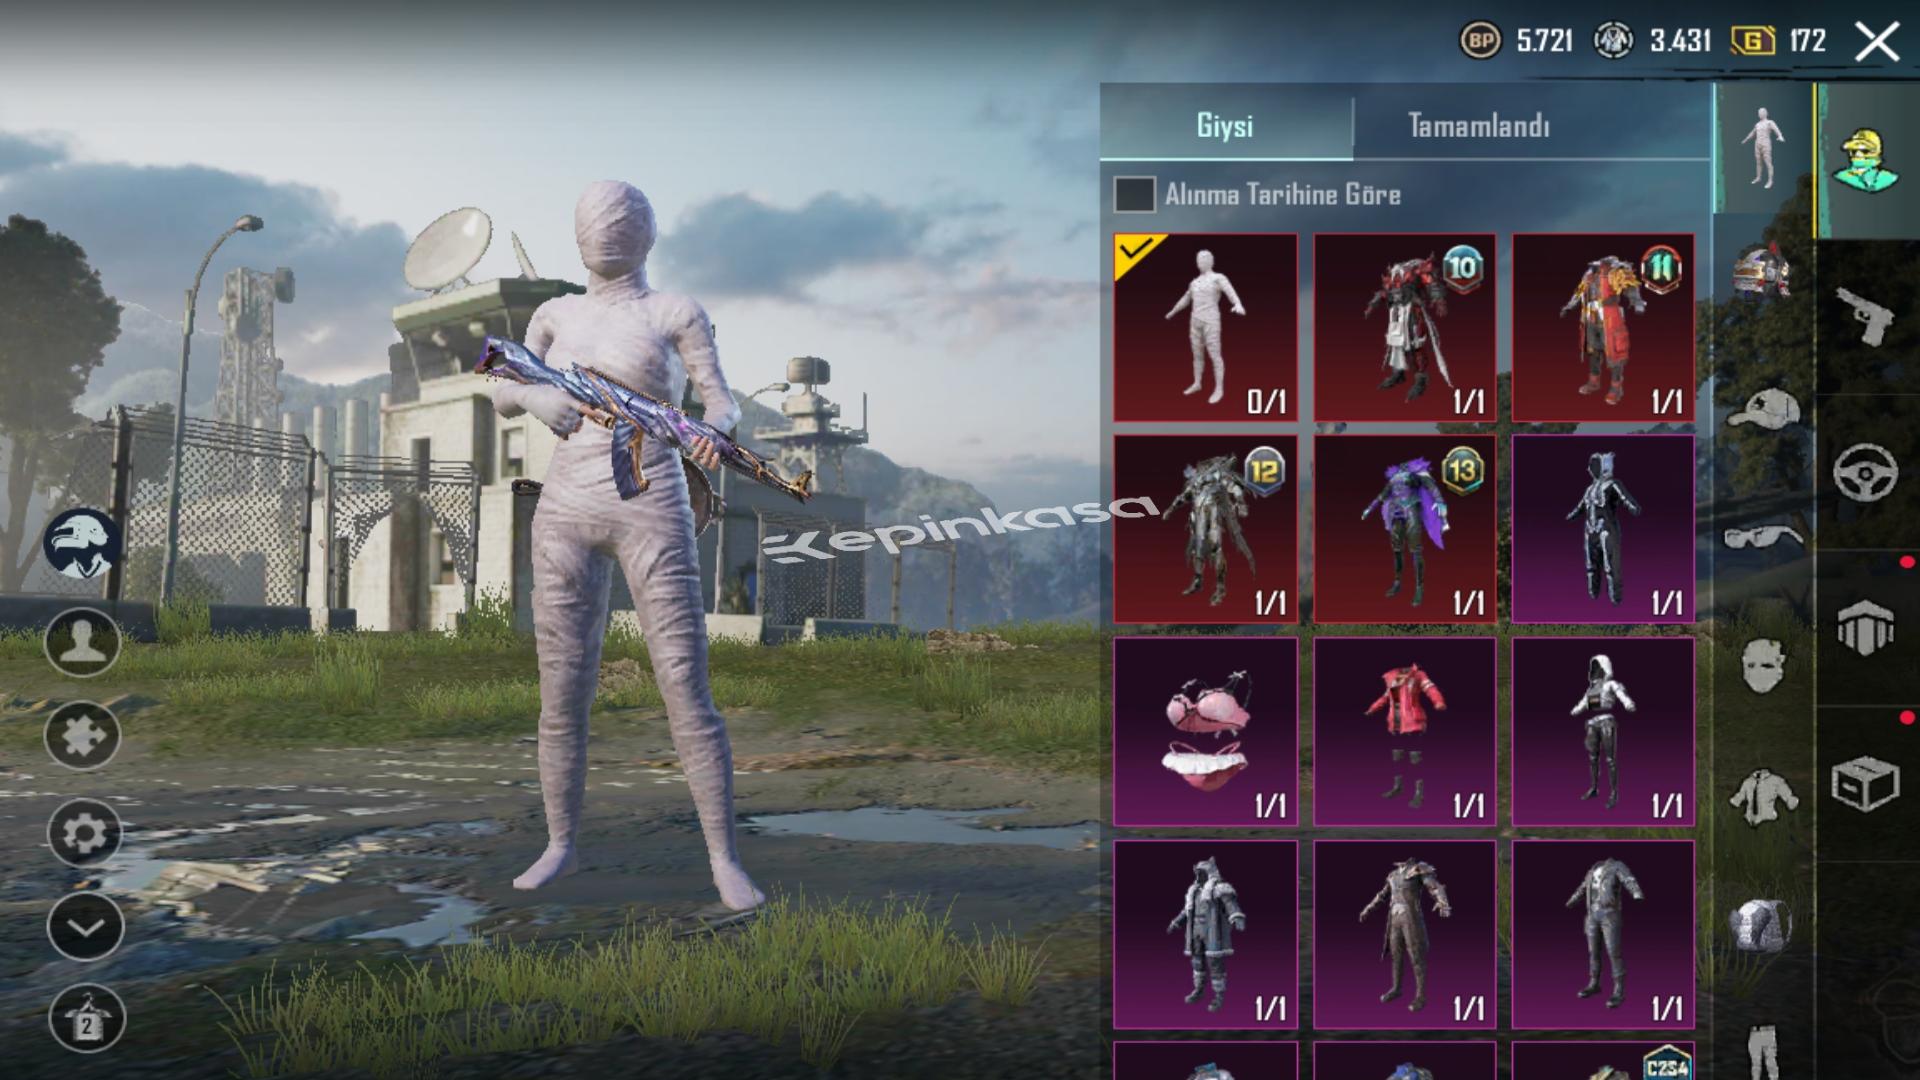 BP 5.721 3.431 G 172
Giysi Tamamlandı
Alınma Tarihine Göre
0/1 10 1/1 11 1/1
12 1/1 13 1/1 1/1
epinkasa
1/1 1/1 1/1
1/1 1/1 1/1
2
C2S4